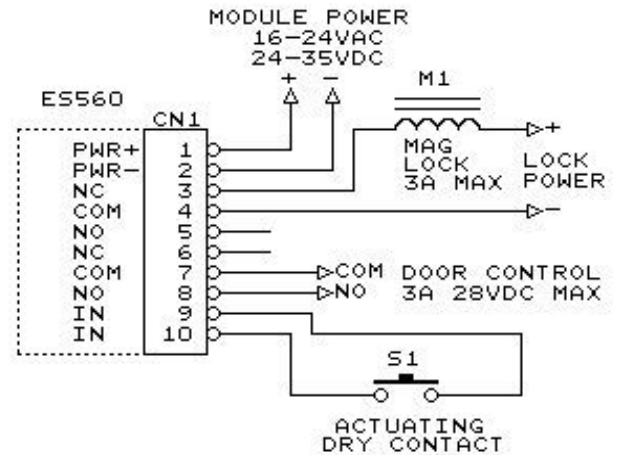 MODULE POWER
16-24VAC
24-35VDC
+ -
ES560
CN1
M1
PWR+ 1
PWR- 2
NC 3
COM 4
NO 5
NC 6
COM 7
NO 8
IN 9
IN 10
+
MAG
LOCK
3A MAX
LOCK
POWER
-
COM DOOR CONTROL
NO 3A 28VDC MAX
S1
ACTUATING
DRY CONTACT